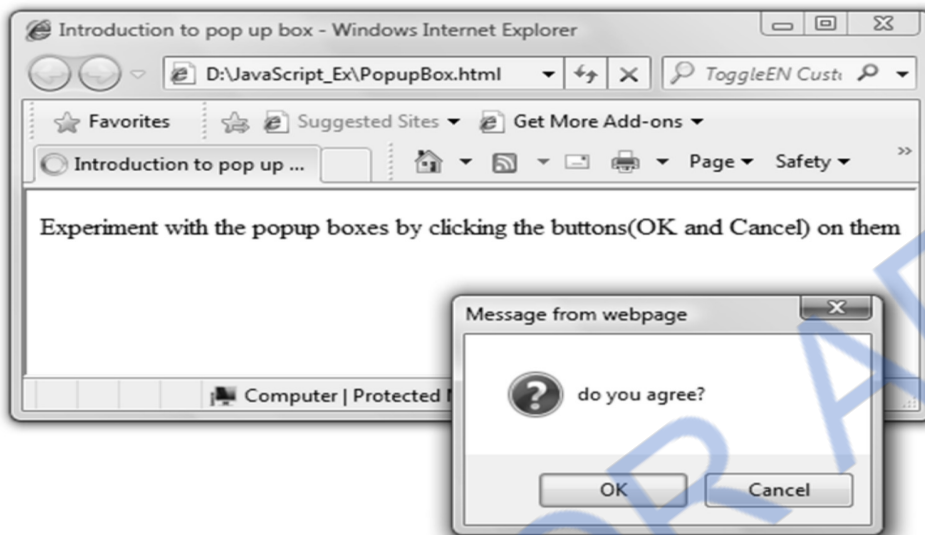 Introduction to pop up box - Windows Internet Explorer
D:\JavaScript_Ex\PopupBox.html
ToggleEN Cust
Favorites Suggested Sites Get More Add-ons
Introduction to pop up ... Page Safety »
Experiment with the popup boxes by clicking the buttons(OK and Cancel) on them
Message from webpage
do you agree?
Computer | Protected
OK Cancel